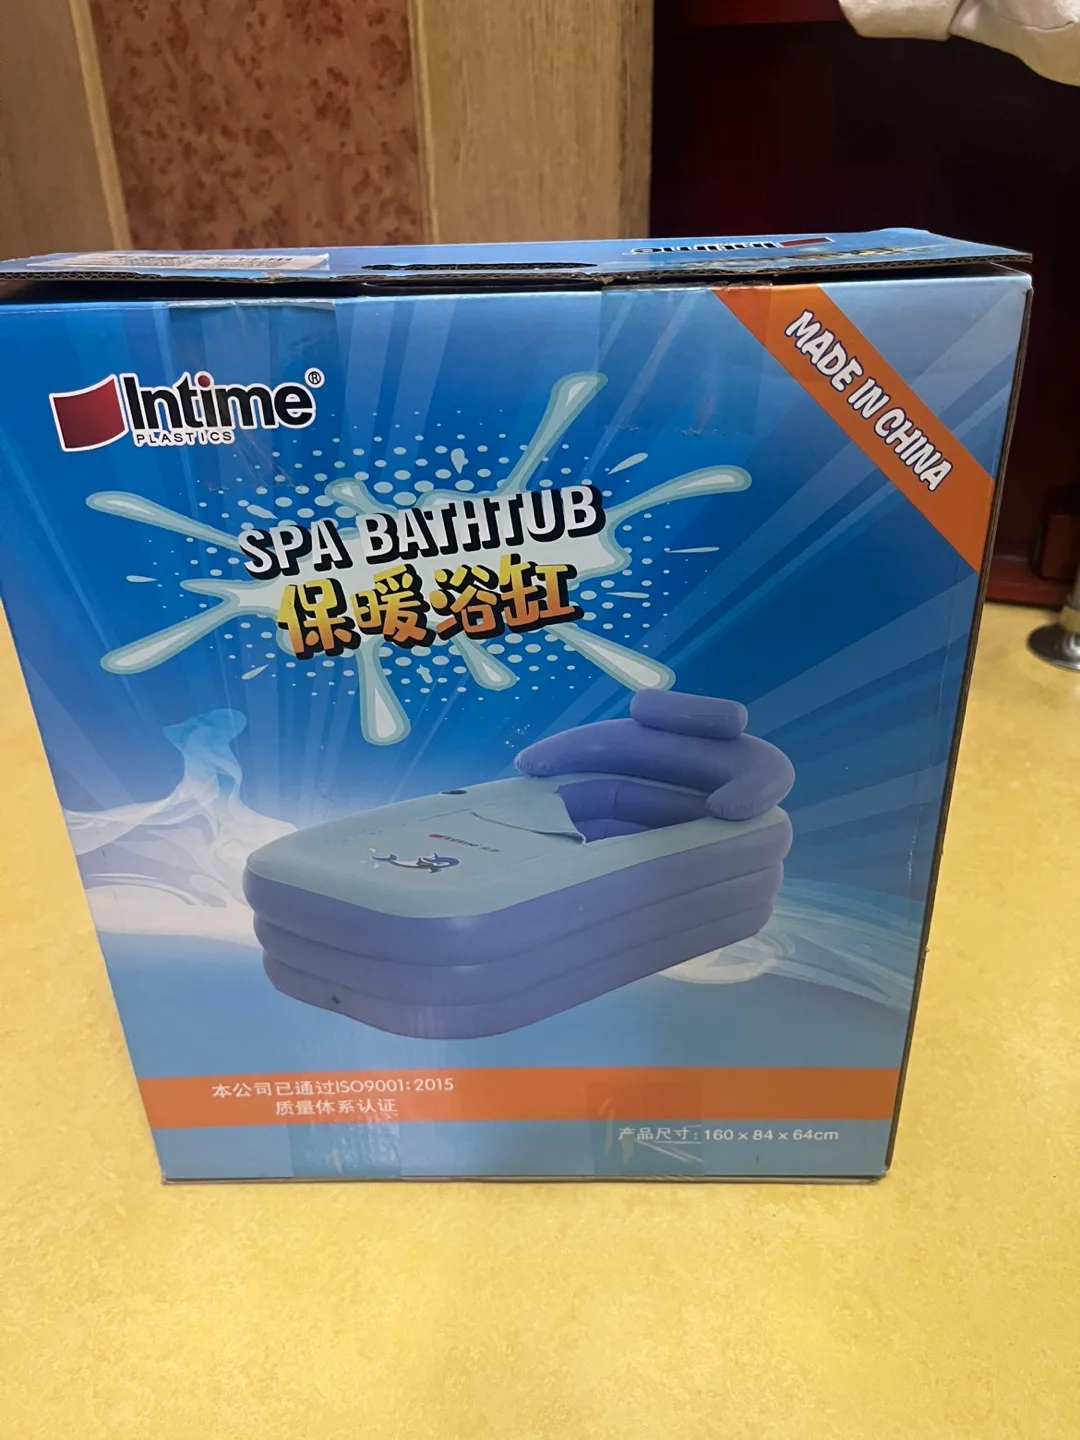 Intime
MADE IN CHINA
Intime®
PLASTICS
SPA BATHTUB
保暖浴缸
Intime
本公司已通过ISO9001:2015
质量体系认证
产品尺寸:160×84×64cm